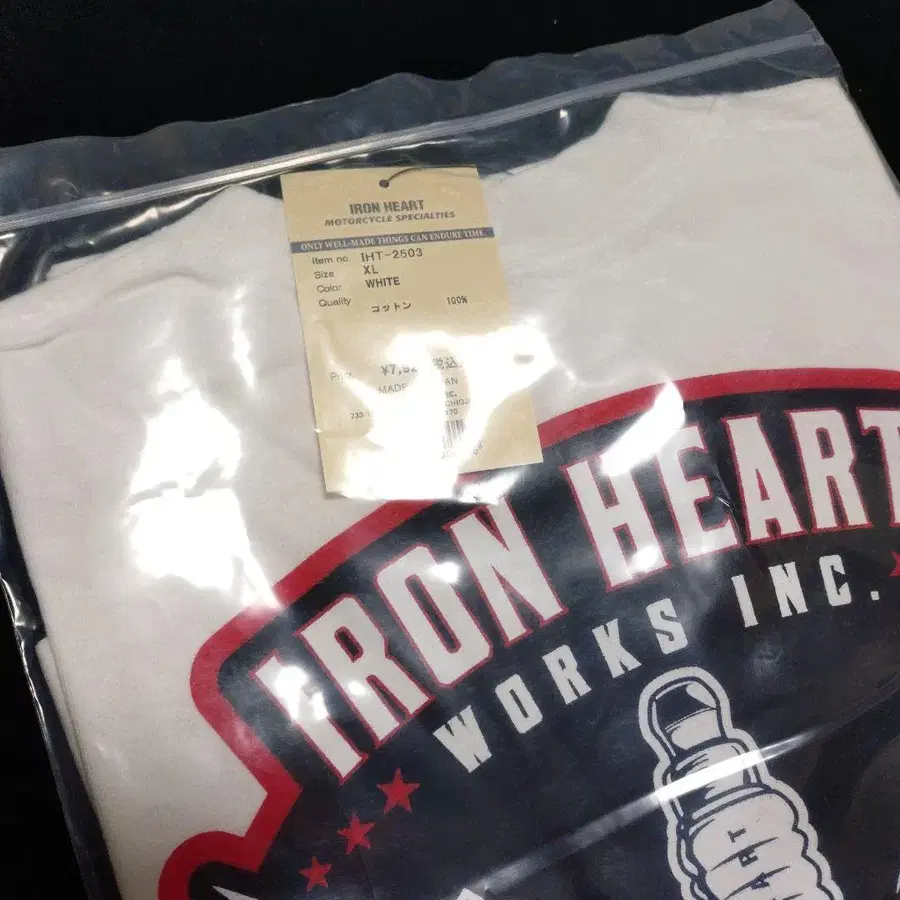 IRON HEART
MOTORCYCLE SPECIALTIES
ONLY WELL-MADE THINGS CAN ENDURE TIME.
Item no. IHT-2503
Size XL
Color WHITE
Quality コットン 100%
Price
MADE
IRON HEART
WORKS INC.